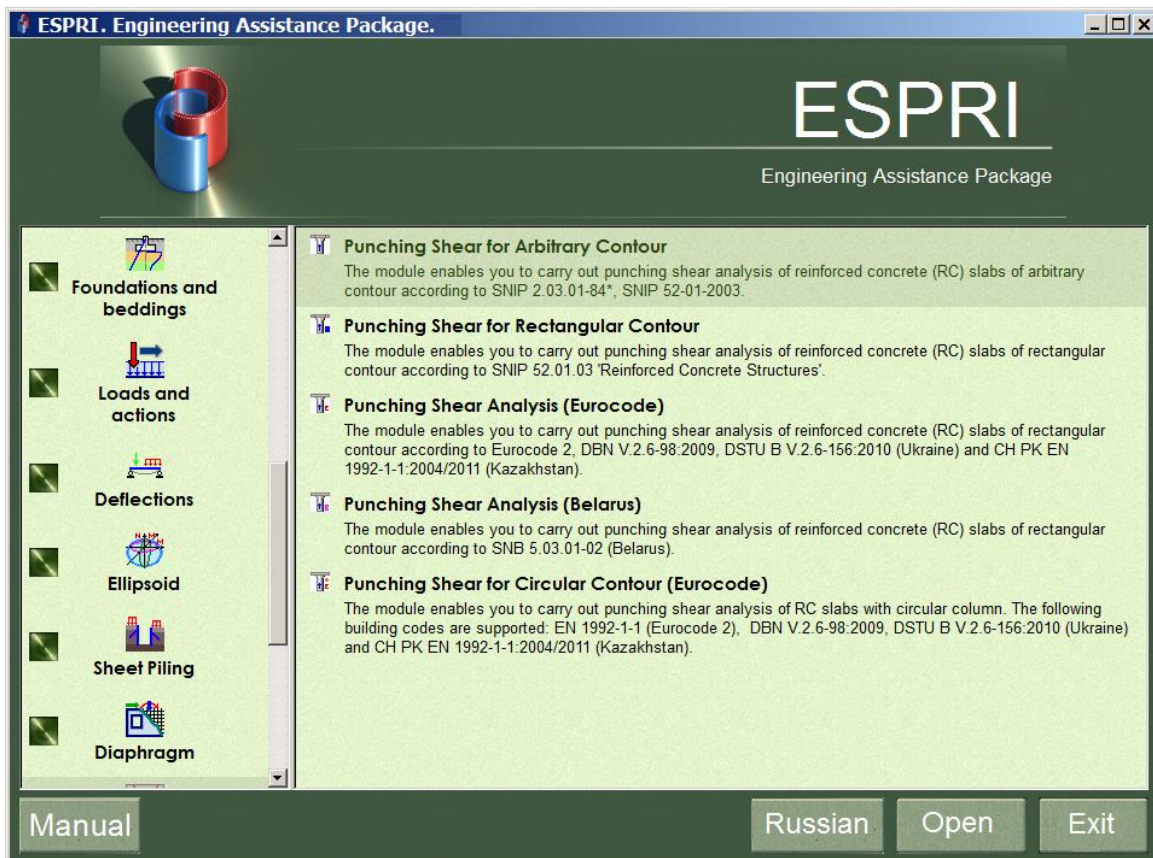 ESPRI. Engineering Assistance Package.
ESPRI
Engineering Assistance Package
Foundations and
beddings
Loads and
actions
Deflections
Ellipsoid
Sheet Piling
Diaphragm
Punching Shear for Arbitrary Contour
The module enables you to carry out punching shear analysis of reinforced concrete (RC) slabs of arbitrary
contour according to SNIP 2.03.01-84*, SNIP 52-01-2003.
Punching Shear for Rectangular Contour
The module enables you to carry out punching shear analysis of reinforced concrete (RC) slabs of rectangular
contour according to SNIP 52.01.03 'Reinforced Concrete Structures'.
Punching Shear Analysis (Eurocode)
The module enables you to carry out punching shear analysis of reinforced concrete (RC) slabs of rectangular
contour according to Eurocode 2, DBN V.2.6-98:2009, DSTU B V.2.6-156:2010 (Ukraine) and CH PK EN
1992-1-1:2004/2011 (Kazakhstan).
Punching Shear Analysis (Belarus)
The module enables you to carry out punching shear analysis of reinforced concrete (RC) slabs of rectangular
contour according to SNB 5.03.01-02 (Belarus).
Punching Shear for Circular Contour (Eurocode)
The module enables you to carry out punching shear analysis of RC slabs with circular column. The following
building codes are supported: EN 1992-1-1 (Eurocode 2), DBN V.2.6-98:2009, DSTU B V.2.6-156:2010 (Ukraine)
and CH PK EN 1992-1-1:2004/2011 (Kazakhstan).
Manual
Russian
Open
Exit